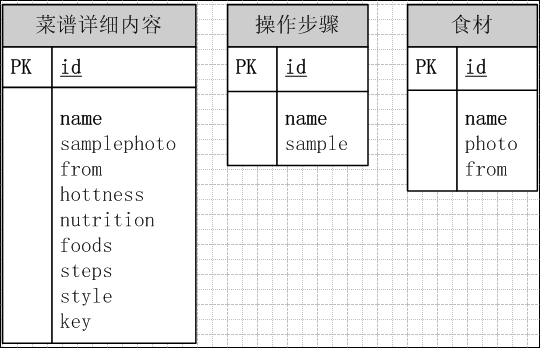 菜谱详细内容
PK id
name
samplephoto
from
hottness
nutrition
foods
steps
style
key
操作步骤
PK id
name
sample
食材
PK id
name
photo
from